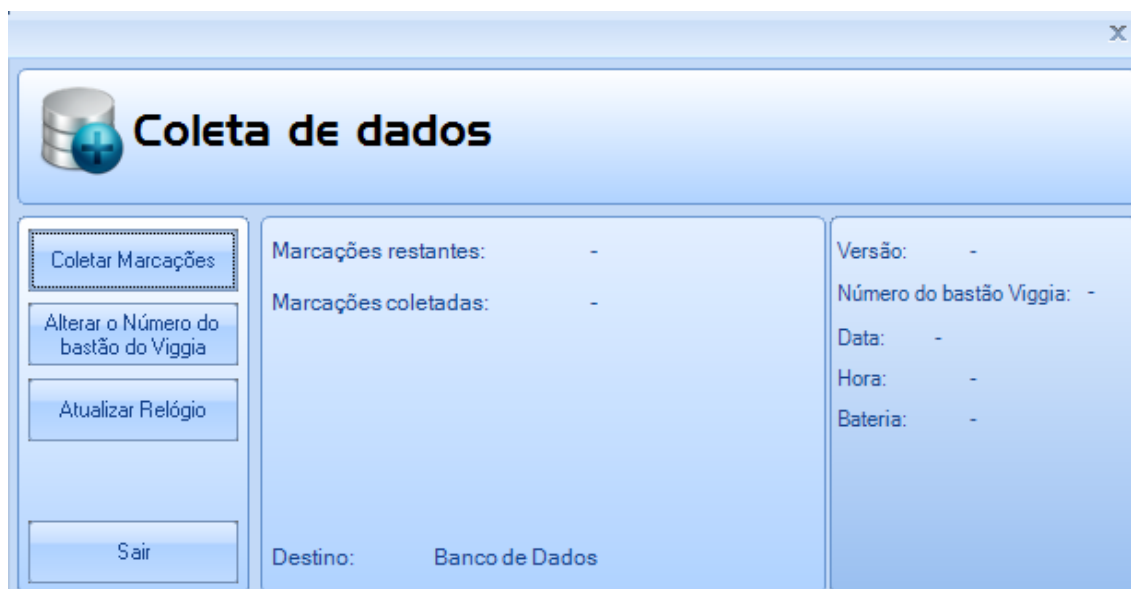 X
Coleta de dados
Coletar Marcações
Alterar o Número do
bastão do Viggia
Atualizar Relógio
Sair
Marcações restantes: -
Marcações coletadas: -
Destino: Banco de Dados
Versão: -
Número do bastão Viggia: -
Data: -
Hora: -
Bateria: -